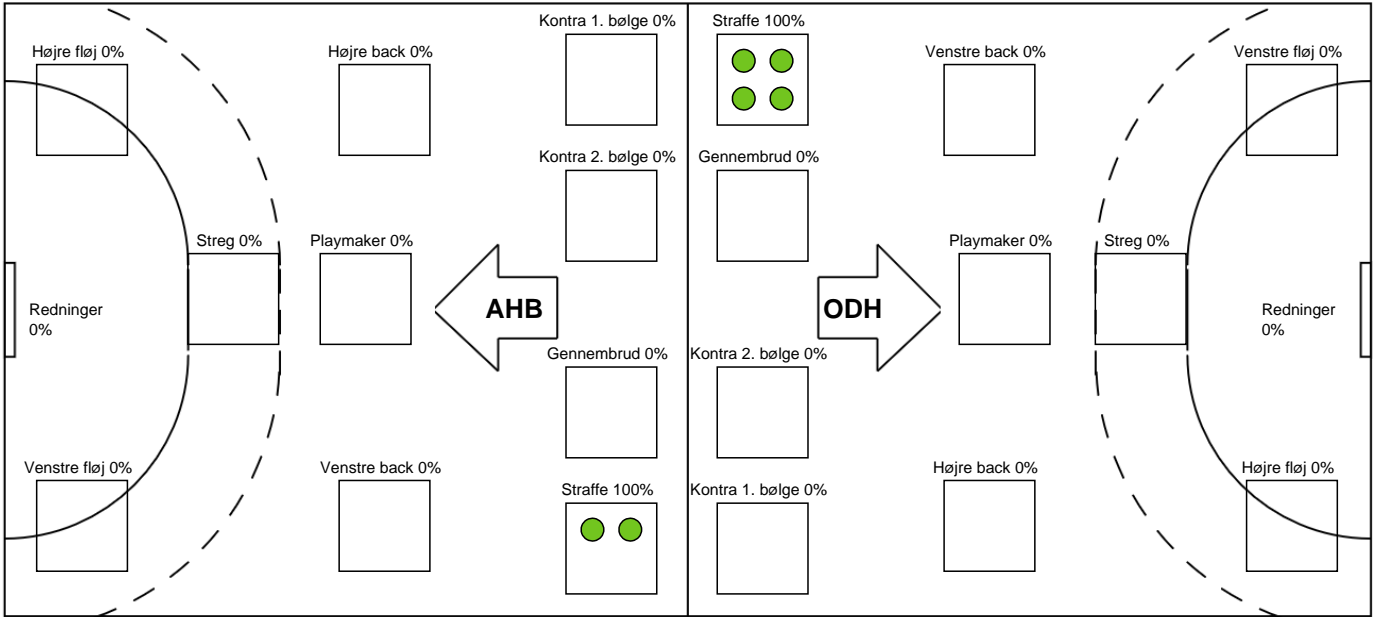 Kontra 1. bølge 0%
Straffe 100%
Højre fløj 0%
Højre back 0%
Venstre back 0%
Venstre fløj 0%
Kontra 2. bølge 0%
Gennembrud 0%
Streg 0%
Playmaker 0%
Playmaker 0%
Streg 0%
Redninger
0%
AHB
ODH
Redninger
0%
Gennembrud 0%
Kontra 2. bølge 0%
Venstre fløj 0%
Venstre back 0%
Højre back 0%
Højre fløj 0%
Straffe 100%
Kontra 1. bølge 0%